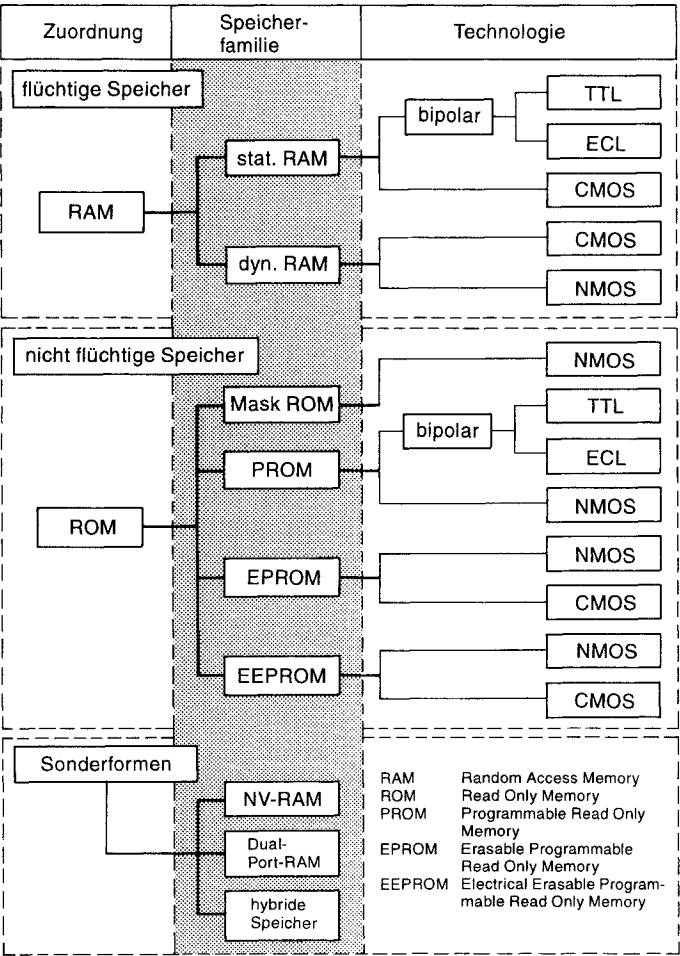 Zuordnung
Speicher-
familie
Technologie
flüchtige Speicher
RAM
stat. RAM
dyn. RAM
bipolar
TTL
ECL
CMOS
CMOS
NMOS
nicht flüchtige Speicher
ROM
Mask ROM
PROM
EPROM
EEPROM
NMOS
bipolar
TTL
ECL
NMOS
NMOS
CMOS
NMOS
CMOS
Sonderformen
NV-RAM
Dual-
Port-RAM
hybride
Speicher
RAM Random Access Memory
ROM Read Only Memory
PROM Programmable Read Only
Memory
EPROM Erasable Programmable
Read Only Memory
EEPROM Electrical Erasable Program-
mable Read Only Memory